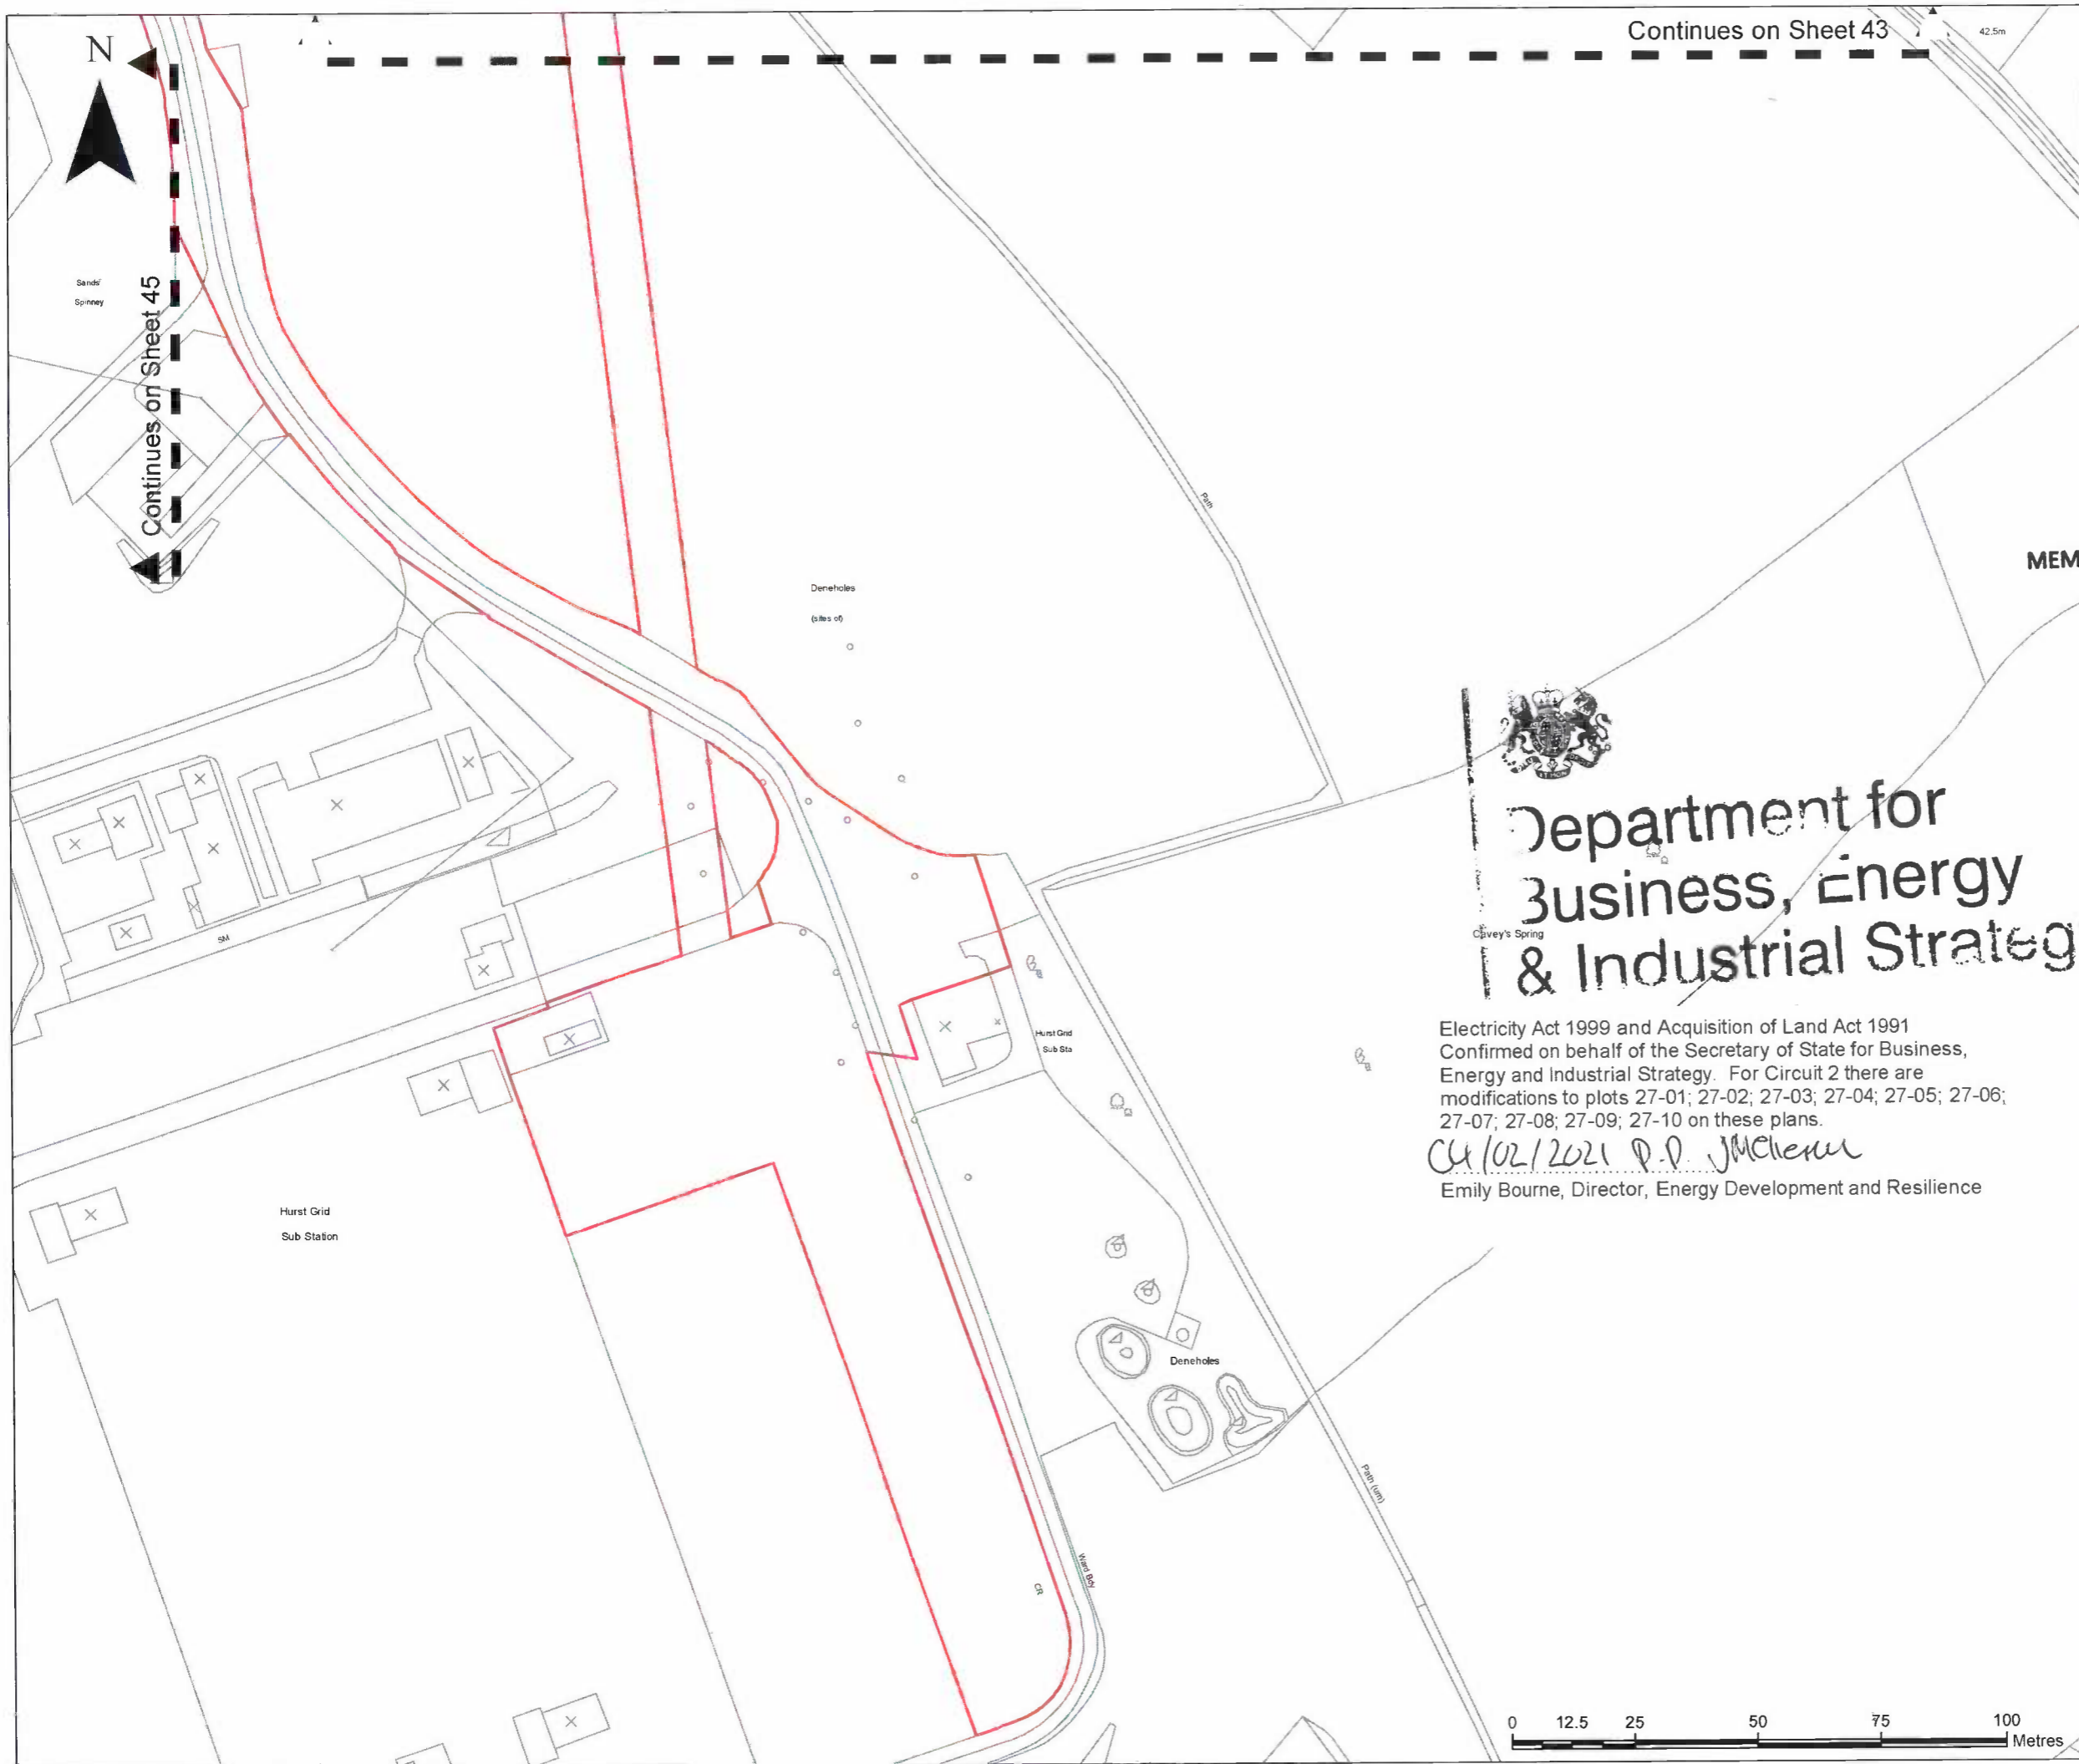 Continues on Sheet 43
42.5m
N
Sands'
Spinney
Continues on Sheet 45
Path
MEM
Deneholes
(sites of)
Department for
Business, Energy
& Industrial Strateg
Cavey's Spring
SM
Hurst Grid
Sub Sta
Electricity Act 1999 and Acquisition of Land Act 1991
Confirmed on behalf of the Secretary of State for Business,
Energy and Industrial Strategy. For Circuit 2 there are
modifications to plots 27-01; 27-02; 27-03; 27-04; 27-05; 27-06;
27-07; 27-08; 27-09; 27-10 on these plans.
04/02/2021 P.P.
Emily Bourne, Director, Energy Development and Resilience
Hurst Grid
Sub Station
Deneholes
Path (um)
Ward Bdy
CR
0 12.5 25 50 75 100
Metres